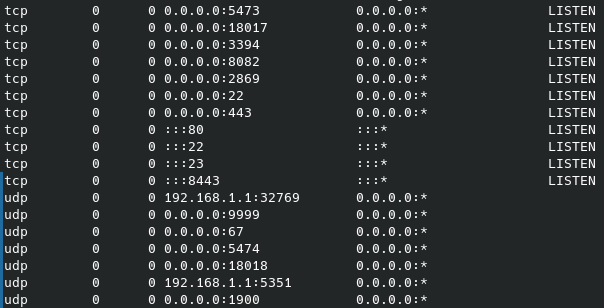 tcp 0 0 0.0.0.0:5473 0.0.0.0:* LISTEN
tcp 0 0 0.0.0.0:18017 0.0.0.0:* LISTEN
tcp 0 0 0.0.0.0:3394 0.0.0.0:* LISTEN
tcp 0 0 0.0.0.0:8082 0.0.0.0:* LISTEN
tcp 0 0 0.0.0.0:2869 0.0.0.0:* LISTEN
tcp 0 0 0.0.0.0:22 0.0.0.0:* LISTEN
tcp 0 0 0.0.0.0:443 0.0.0.0:* LISTEN
tcp 0 0 :::80 :::* LISTEN
tcp 0 0 :::22 :::* LISTEN
tcp 0 0 :::23 :::* LISTEN
tcp 0 0 :::8443 :::* LISTEN
udp 0 0 192.168.1.1:32769 0.0.0.0:*
udp 0 0 0.0.0.0:9999 0.0.0.0:*
udp 0 0 0.0.0.0:67 0.0.0.0:*
udp 0 0 0.0.0.0:5474 0.0.0.0:*
udp 0 0 0.0.0.0:18018 0.0.0.0:*
udp 0 0 192.168.1.1:5351 0.0.0.0:*
udp 0 0 0.0.0.0:1900 0.0.0.0:*